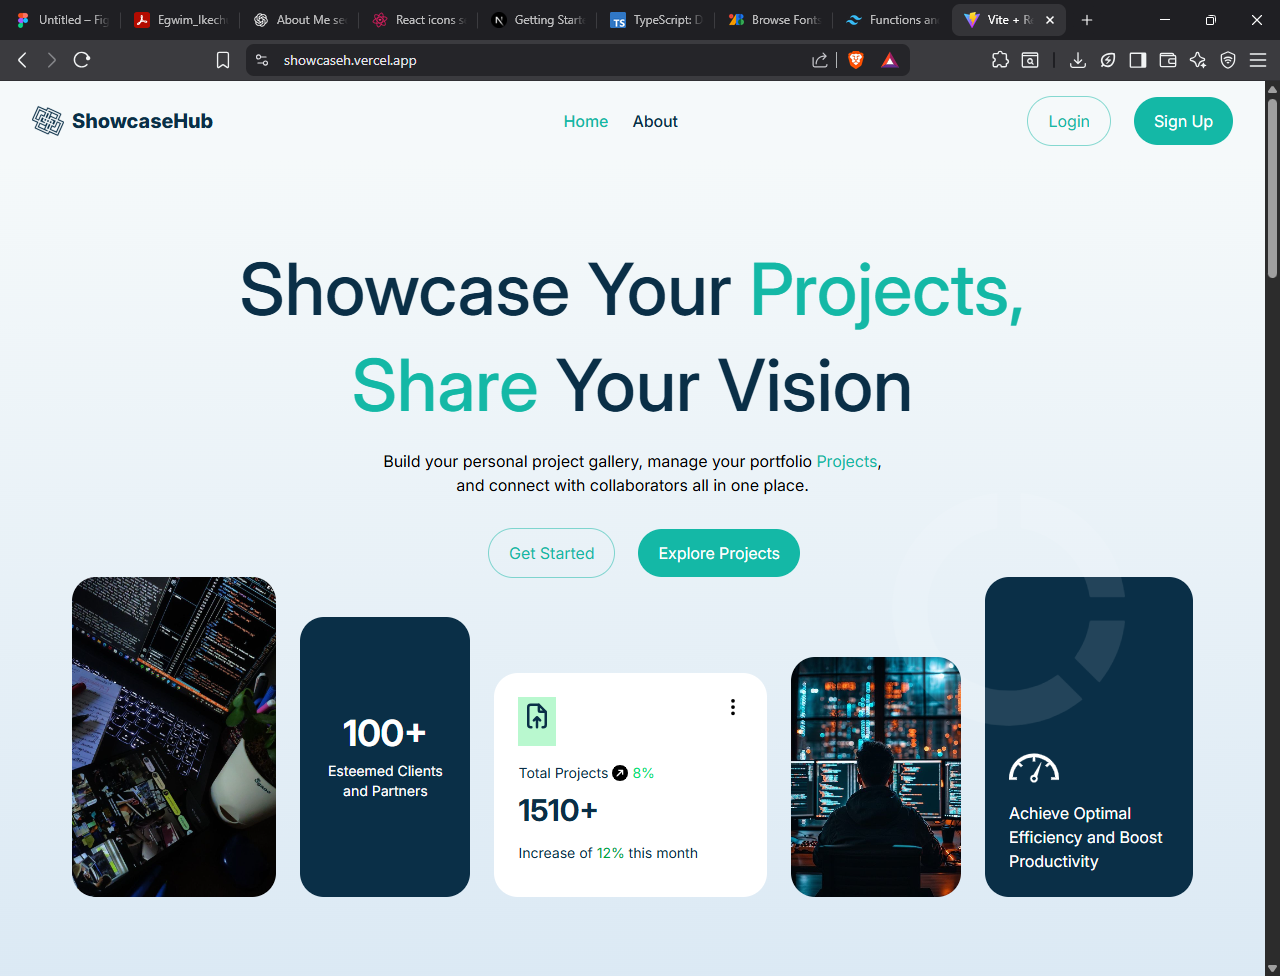 Untitled – Fig
Egwim_Ikech
About Me se
React icons s
Getting Start
TypeScript: D
Browse Fonts
Functions an
Vite + Re
showcaseh.vercel.app
ShowcaseHub
Home
About
Login
Sign Up
Showcase Your Projects,
Share Your Vision
Build your personal project gallery, manage your portfolio Projects,
and connect with collaborators all in one place.
Get Started
Explore Projects
100+
Esteemed Clients
and Partners
Total Projects 8%
1510+
Increase of 12% this month
Achieve Optimal
Efficiency and Boost
Productivity